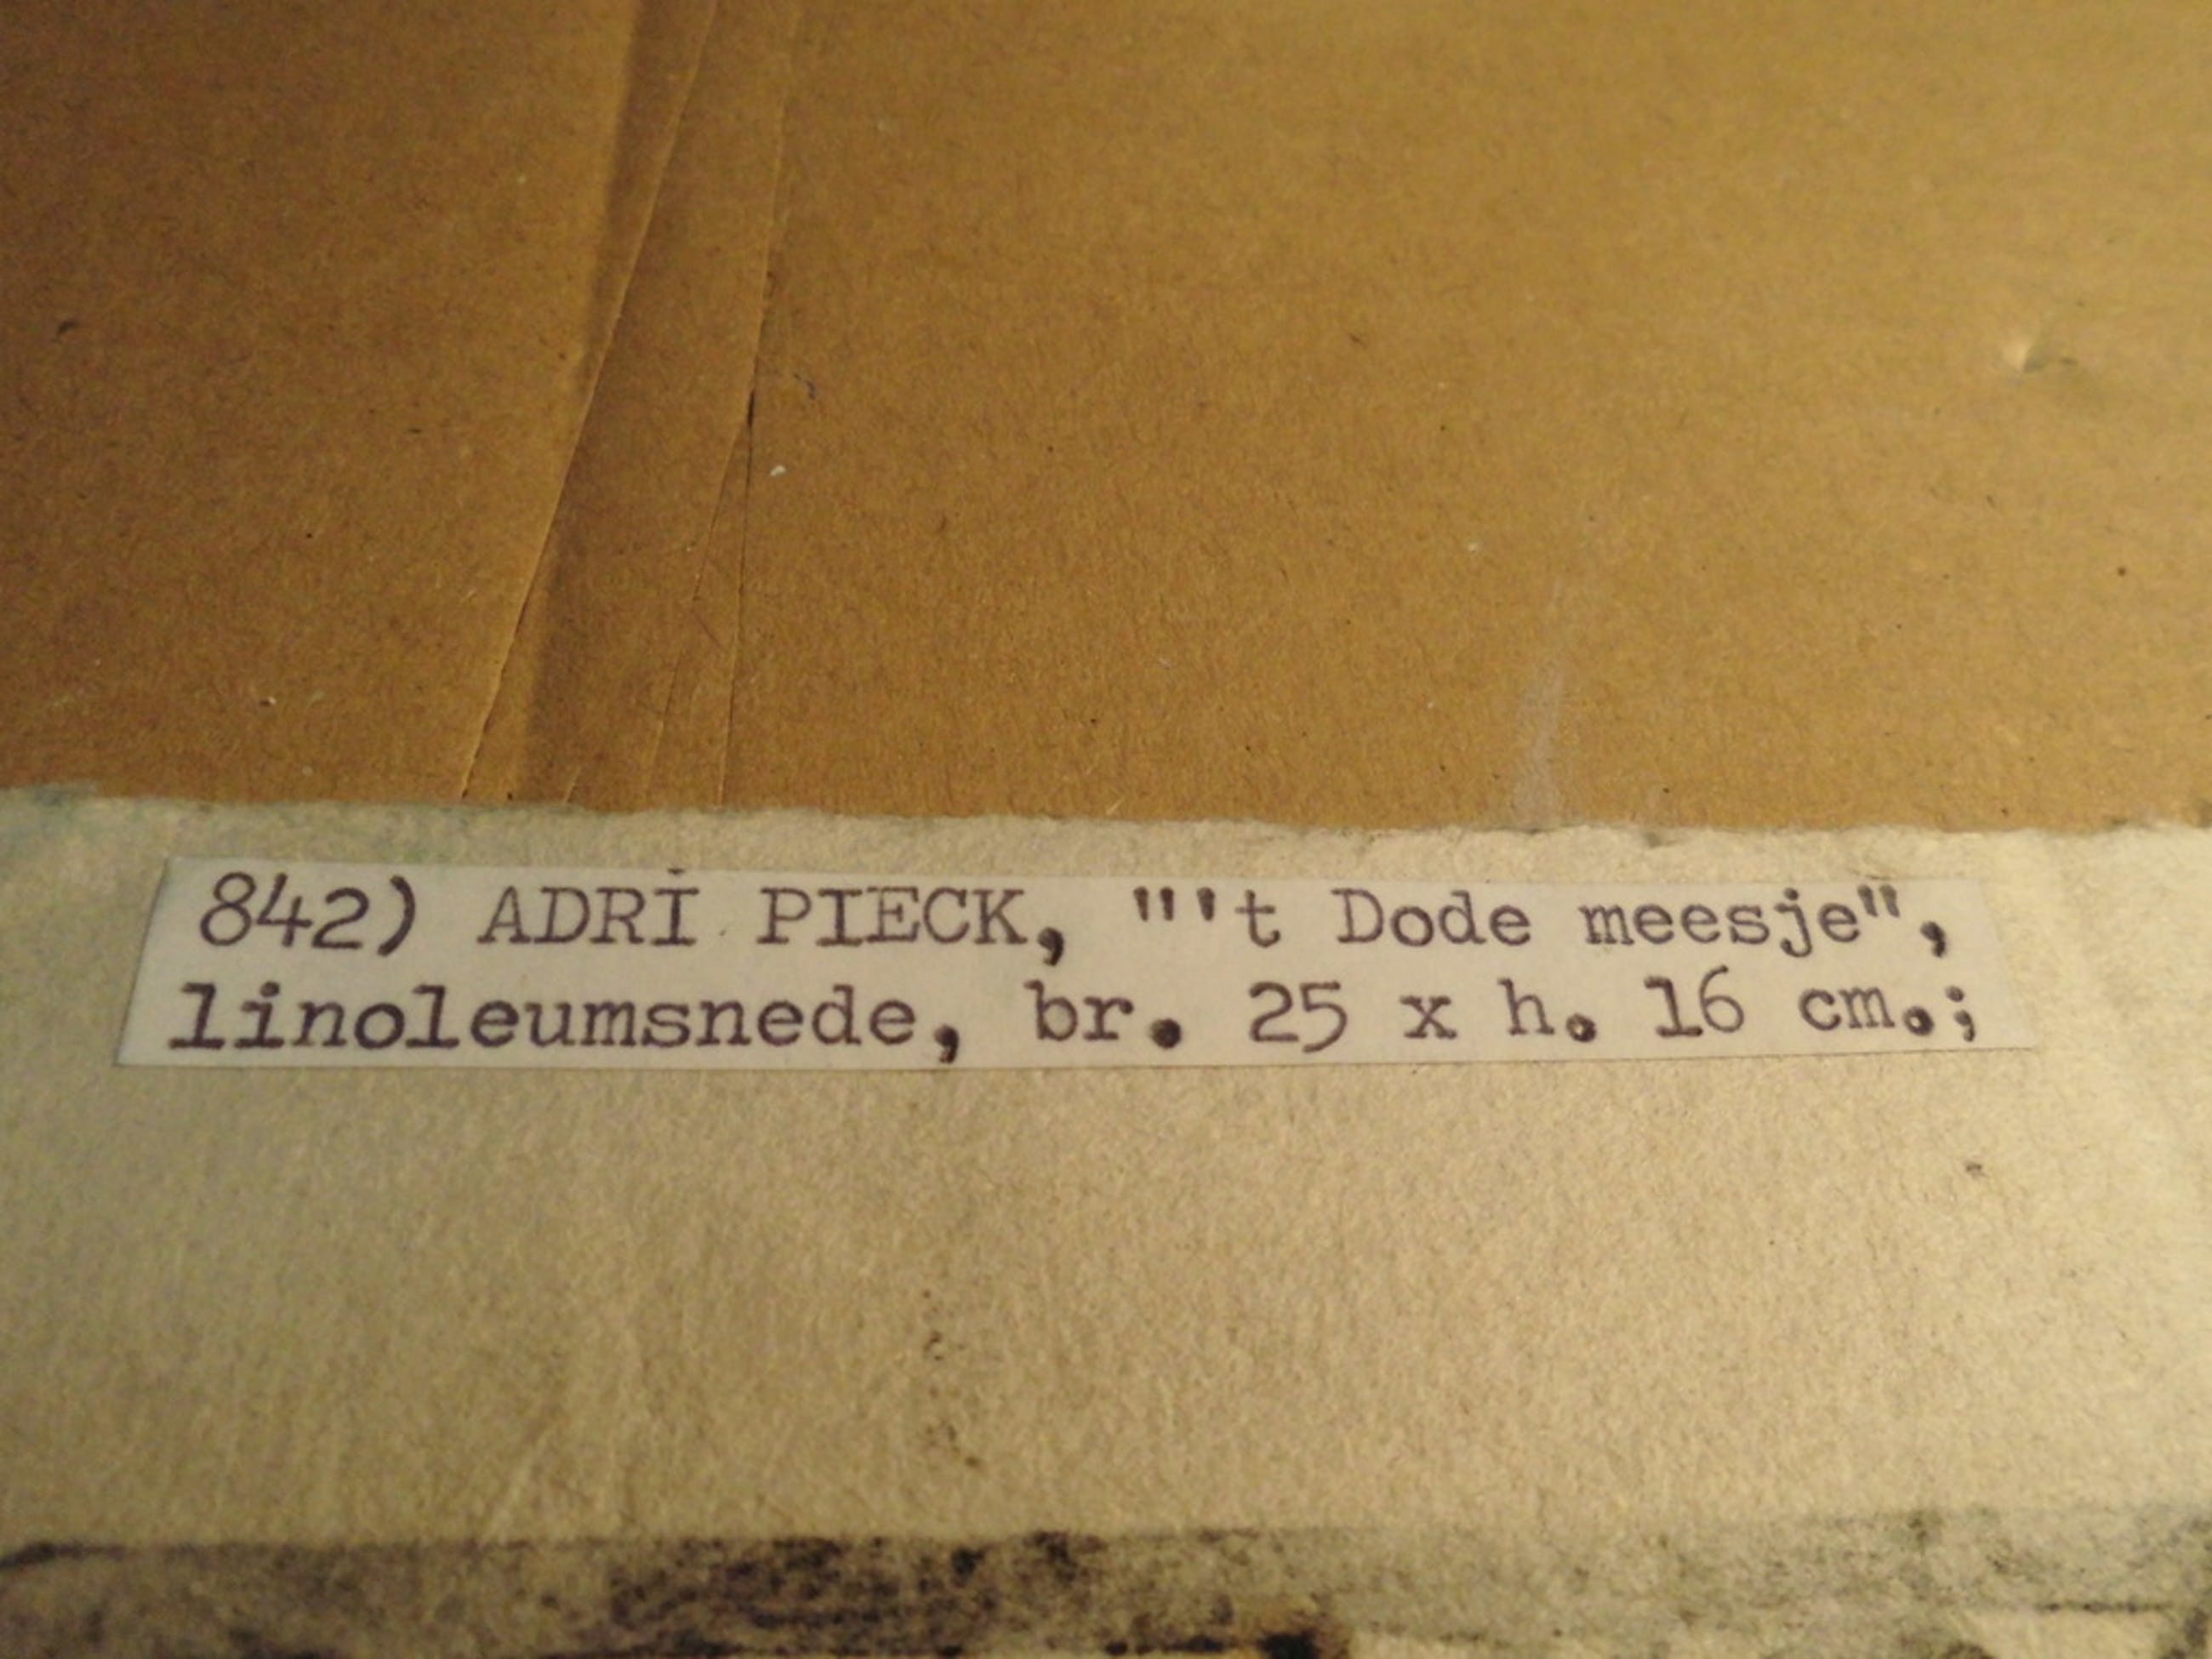 842) ADRI PIECK, "'t Dode meesje",
linoleumsnede, br. 25 x h. 16 cm.;